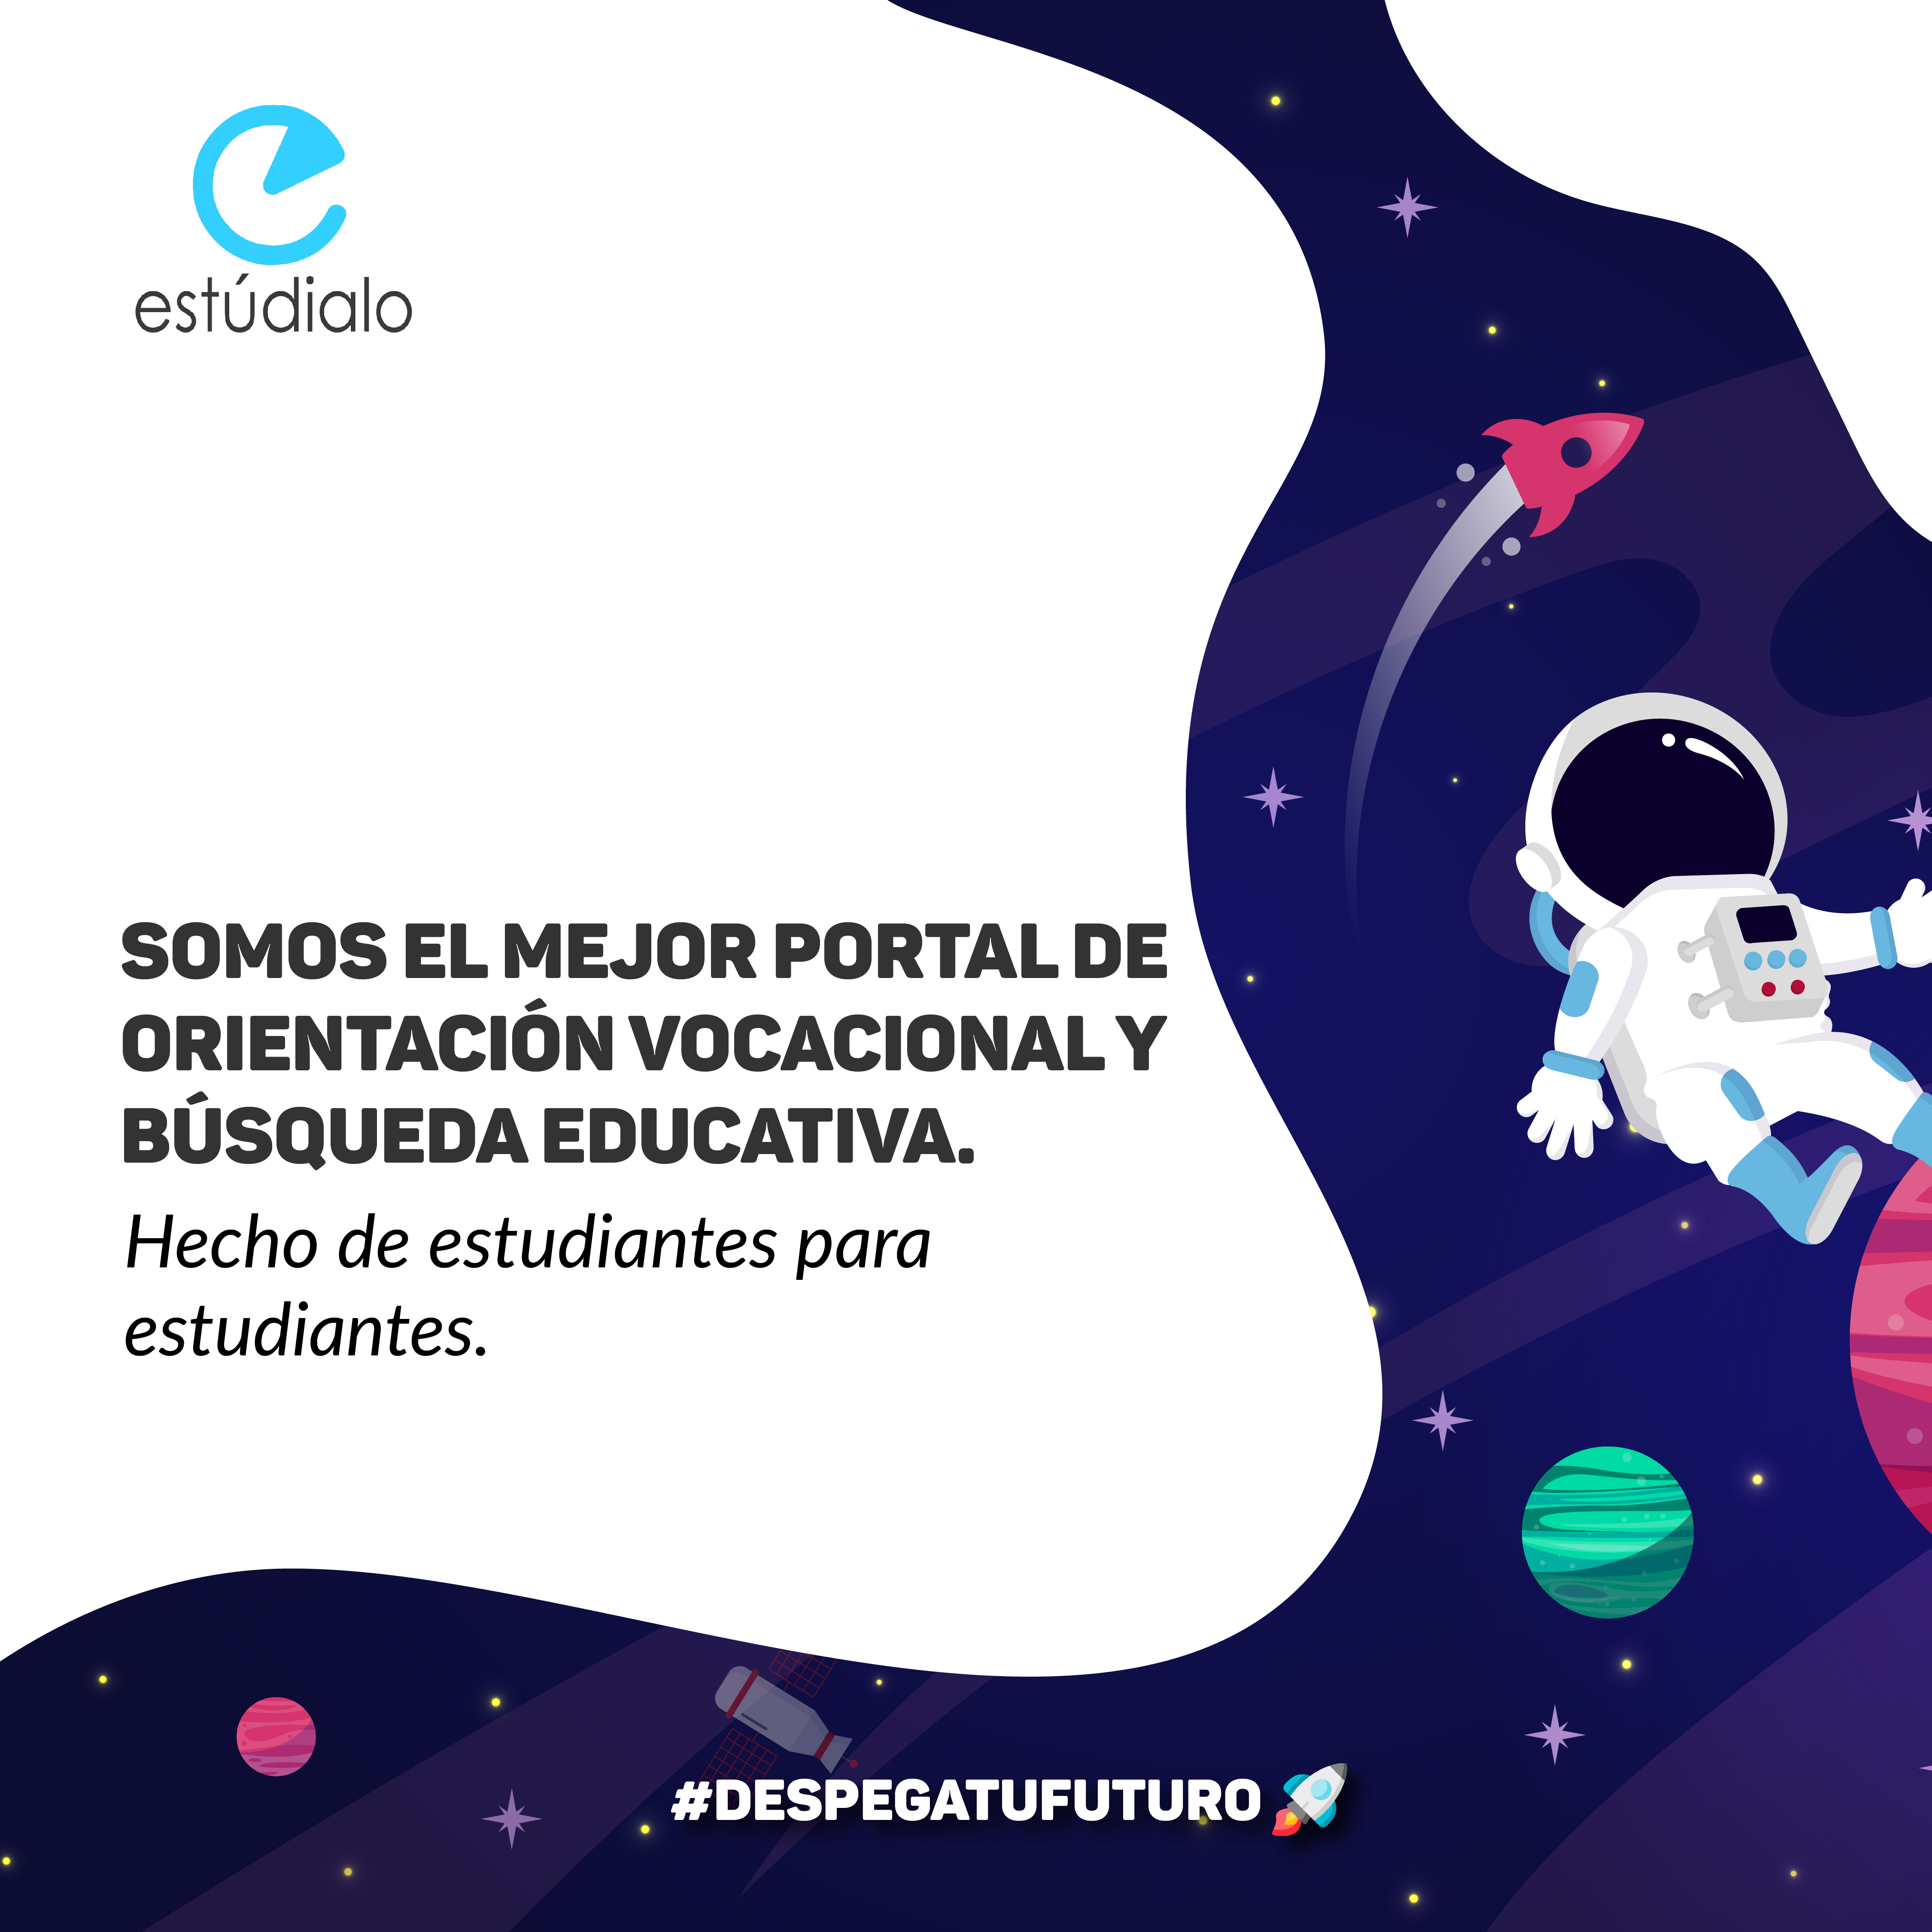 estúdialo
SOMOS EL MEJOR PORTAL DE
ORIENTACIÓN VOCACIONAL Y
BÚSQUEDA EDUCATIVA.
Hecho de estudiantes para
estudiantes.
#DESPEGATUFUTURO 🚀